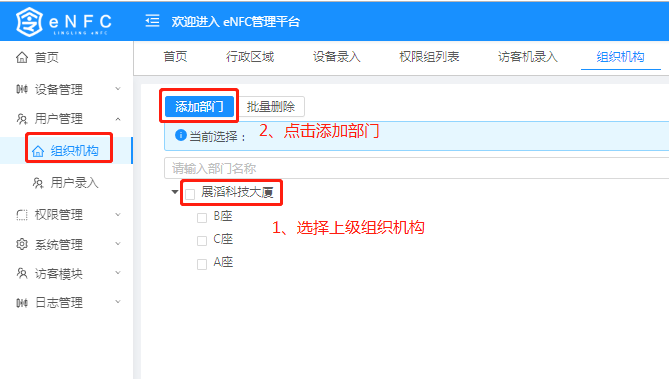 eNFC
LINGLING eNFC
欢迎进入 eNFC管理平台
首页
设备管理
用户管理
组织机构
用户录入
权限管理
系统管理
访客模块
日志管理
首页 行政区域 设备录入 权限组列表 访客机录入 组织机构
添加部门 批量删除
当前选择：
2、点击添加部门
请输入部门名称
展滔科技大厦
B座
1、选择上级组织机构
C座
A座